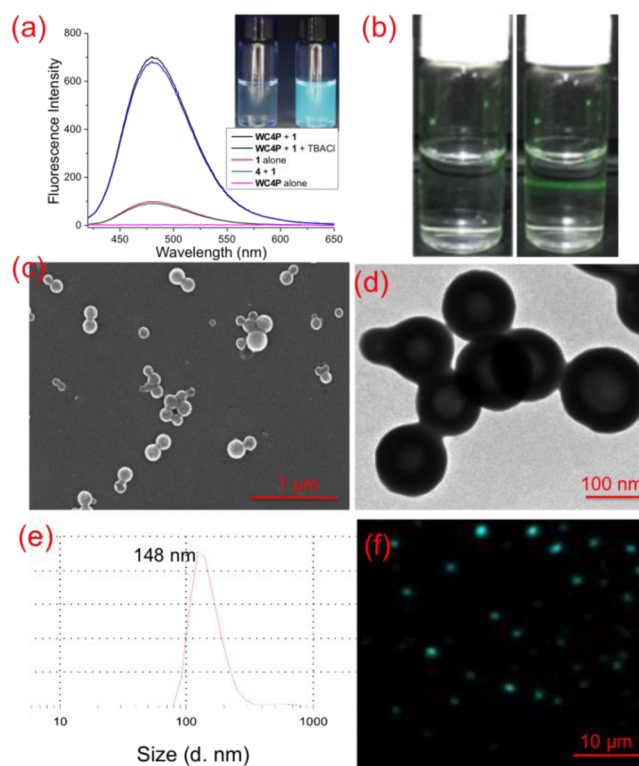 (a)
800
600
400
200
0
Fluorescence Intensity
450
500
550
600
650
Wavelength (nm)
WC4P + 1
WC4P + 1 + TBACl
1 alone
4 + 1
WC4P alone
(b)
(c)
1 μm
(d)
100 nm
(e)
148 nm
10
100
1000
Size (d. nm)
(f)
10 μm